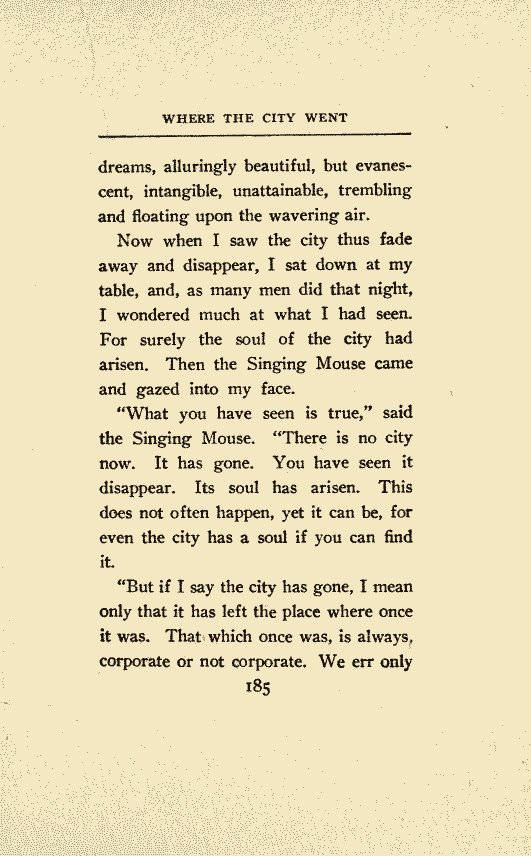 WHERE THE CITY WENT
dreams, alluringly beautiful, but evanes-
cent, intangible, unattainable, trembling
and floating upon the wavering air.
Now when I saw the city thus fade
away and disappear, I sat down at my
table, and, as many men did that night,
I wondered much at what I had seen.
For surely the soul of the city had
arisen. Then the Singing Mouse came
and gazed into my face.
“What you have seen is true,” said
the Singing Mouse. “There is no city
now. It has gone. You have seen it
disappear. Its soul has arisen. This
does not often happen, yet it can be, for
even the city has a soul if you can find
it.
“But if I say the city has gone, I mean
only that it has left the place where once
it was. That which once was, is always,
corporate or not corporate. We err only
185